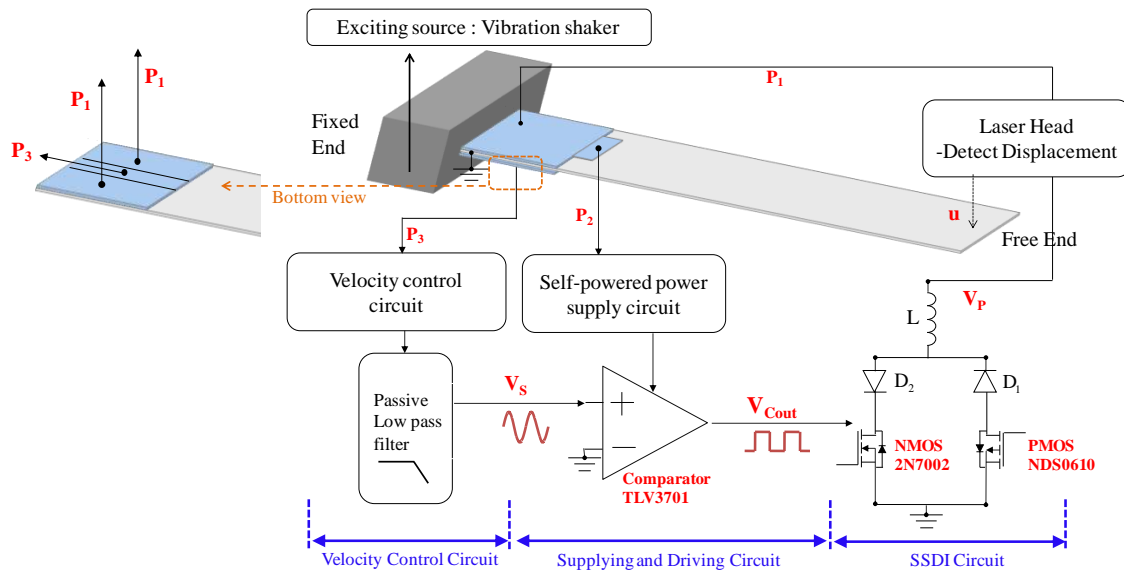 Exciting source : Vibration shaker
P1
P1
P3
Fixed
End
P1
Laser Head
-Detect Displacement
Bottom view
u
Free End
P3
P2
Velocity control
circuit
Self-powered power
supply circuit
VP
L
D2
D1
Passive
Low pass
filter
VS
+
−
VCout
Comparator
TLV3701
NMOS
2N7002
PMOS
NDS0610
Velocity Control Circuit
Supplying and Driving Circuit
SSDI Circuit